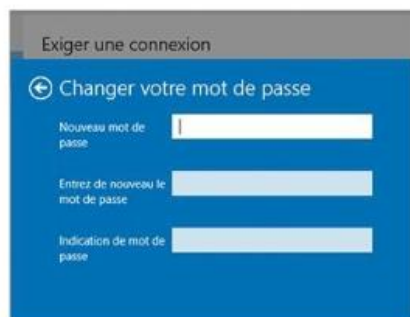 Exiger une connexion
Changer votre mot de passe
Nouveau mot de
passe
Entrez de nouveau le
mot de passe
Indication de mot de
passe